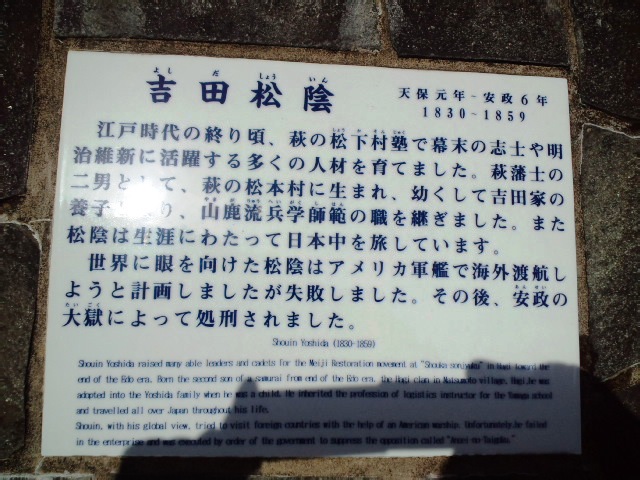 よしだしょういん
吉田松陰
天保元年-安政6年
1830-1859
江戸時代の終り頃、萩の松下村塾で幕末の志士や明
治維新に活躍する多くの人材を育てました。萩藩士の
二男として、萩の松本村に生まれ、幼くして吉田家の
養子となり、山鹿流兵学師範の職を継ぎました。また
松陰は生涯にわたって日本中を旅しています。
世界に眼を向けた松陰はアメリカ軍艦で海外渡航し
ようと計画しましたが失敗しました。その後、安政の
大獄によって処刑されました。
Shouin Yoshida (1830-1859)
Shouin Yoshida raised many able leaders and cadets for the Meiji Restoration movement at "Shouka-sonjyuku" in Hagi toward the
end of the Edo era. Born the second son of a samurai from end of the Edo era, the Hagi clan in Matsumoto village, Hagi,he was
adopted into the Yoshida family when he was a child. He inherited the profession of logistics instructor for the Yamaga school
and travelled all over Japan throughout his life.
Shouin, with his global view, tried to visit foreign countries with the help of an American warship. Unfortunately,he failed
in the enterprise and was executed by order of the goverment to suppress the opposition called "Ansei-no-Taigoku."